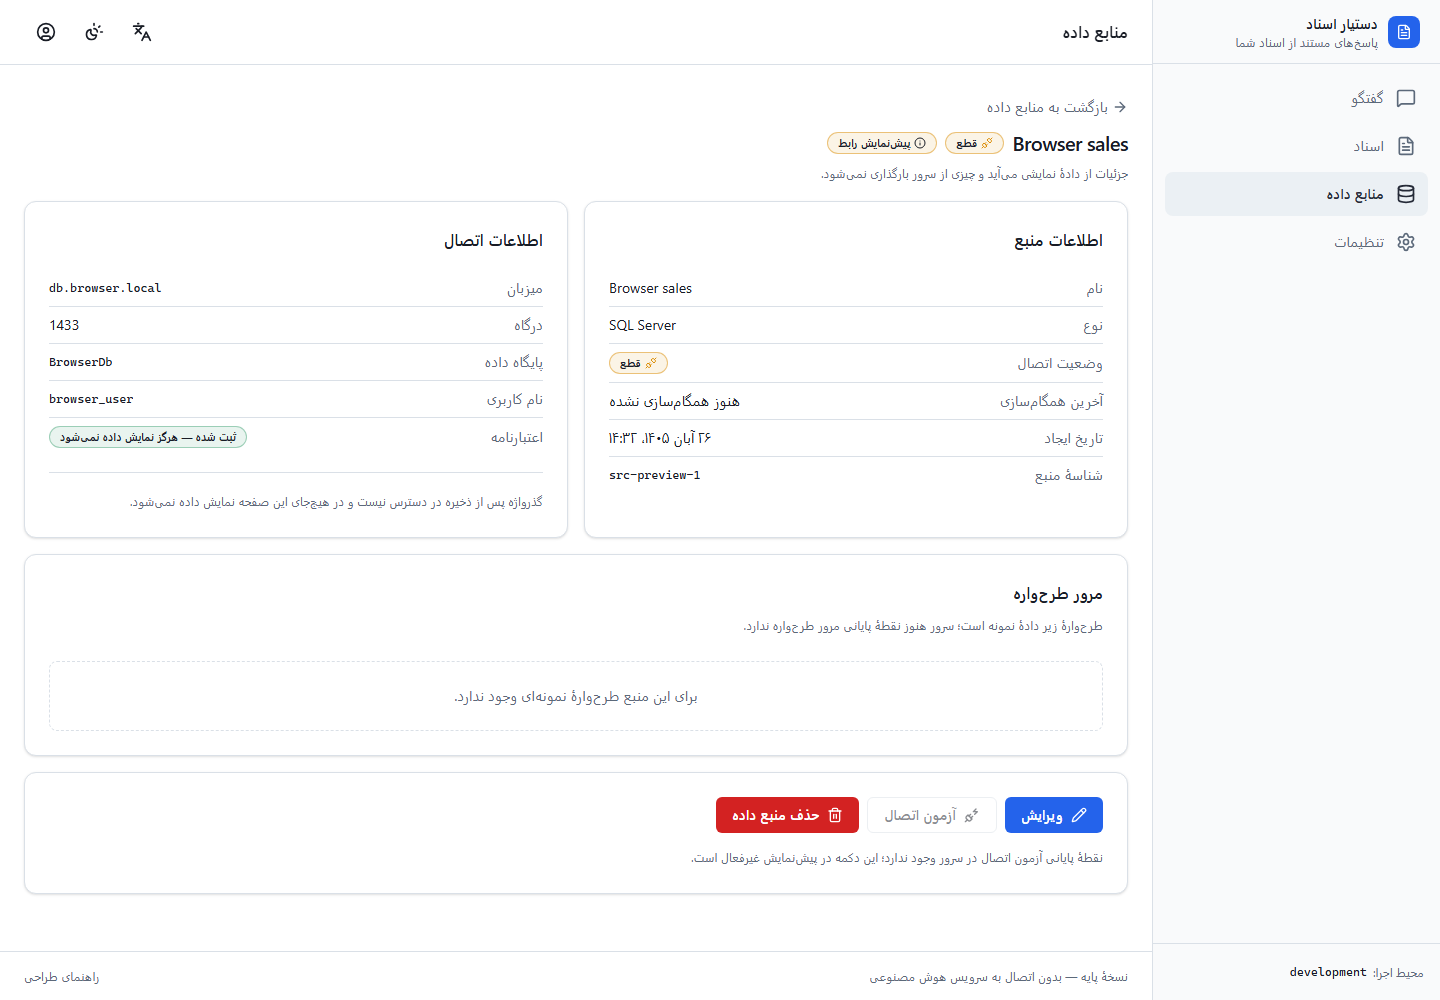 دستیار اسناد
پاسخ‌های مستند از اسناد شما
گفتگو
اسناد
منابع داده
تنظیمات
محیط اجرا: development
منابع داده
بازگشت به منابع داده
Browser sales
قطع
پیش‌نمایش رابط
جزئیات از دادهٔ نمایشی می‌آید و چیزی از سرور بارگذاری نمی‌شود.
اطلاعات منبع
نام Browser sales
نوع SQL Server
وضعیت اتصال قطع
آخرین همگام‌سازی هنوز همگام‌سازی نشده
تاریخ ایجاد ۲۶ آبان ۱۴۰۵، ۱۴:۳۲
شناسهٔ منبع src-preview-1
اطلاعات اتصال
میزبان db.browser.local
درگاه 1433
پایگاه داده BrowserDb
نام کاربری browser_user
اعتبارنامه ثبت شده — هرگز نمایش داده نمی‌شود
گذرواژه پس از ذخیره در دسترس نیست و در هیچ‌جای این صفحه نمایش داده نمی‌شود.
مرور طرح‌واره
طرح‌وارهٔ زیر دادهٔ نمونه است؛ سرور هنوز نقطهٔ پایانی مرور طرح‌واره ندارد.
برای این منبع طرح‌وارهٔ نمونه‌ای وجود ندارد.
ویرایش
آزمون اتصال
حذف منبع داده
نقطهٔ پایانی آزمون اتصال در سرور وجود ندارد؛ این دکمه در پیش‌نمایش غیرفعال است.
نسخهٔ پایه — بدون اتصال به سرویس هوش مصنوعی
راهنمای طراحی